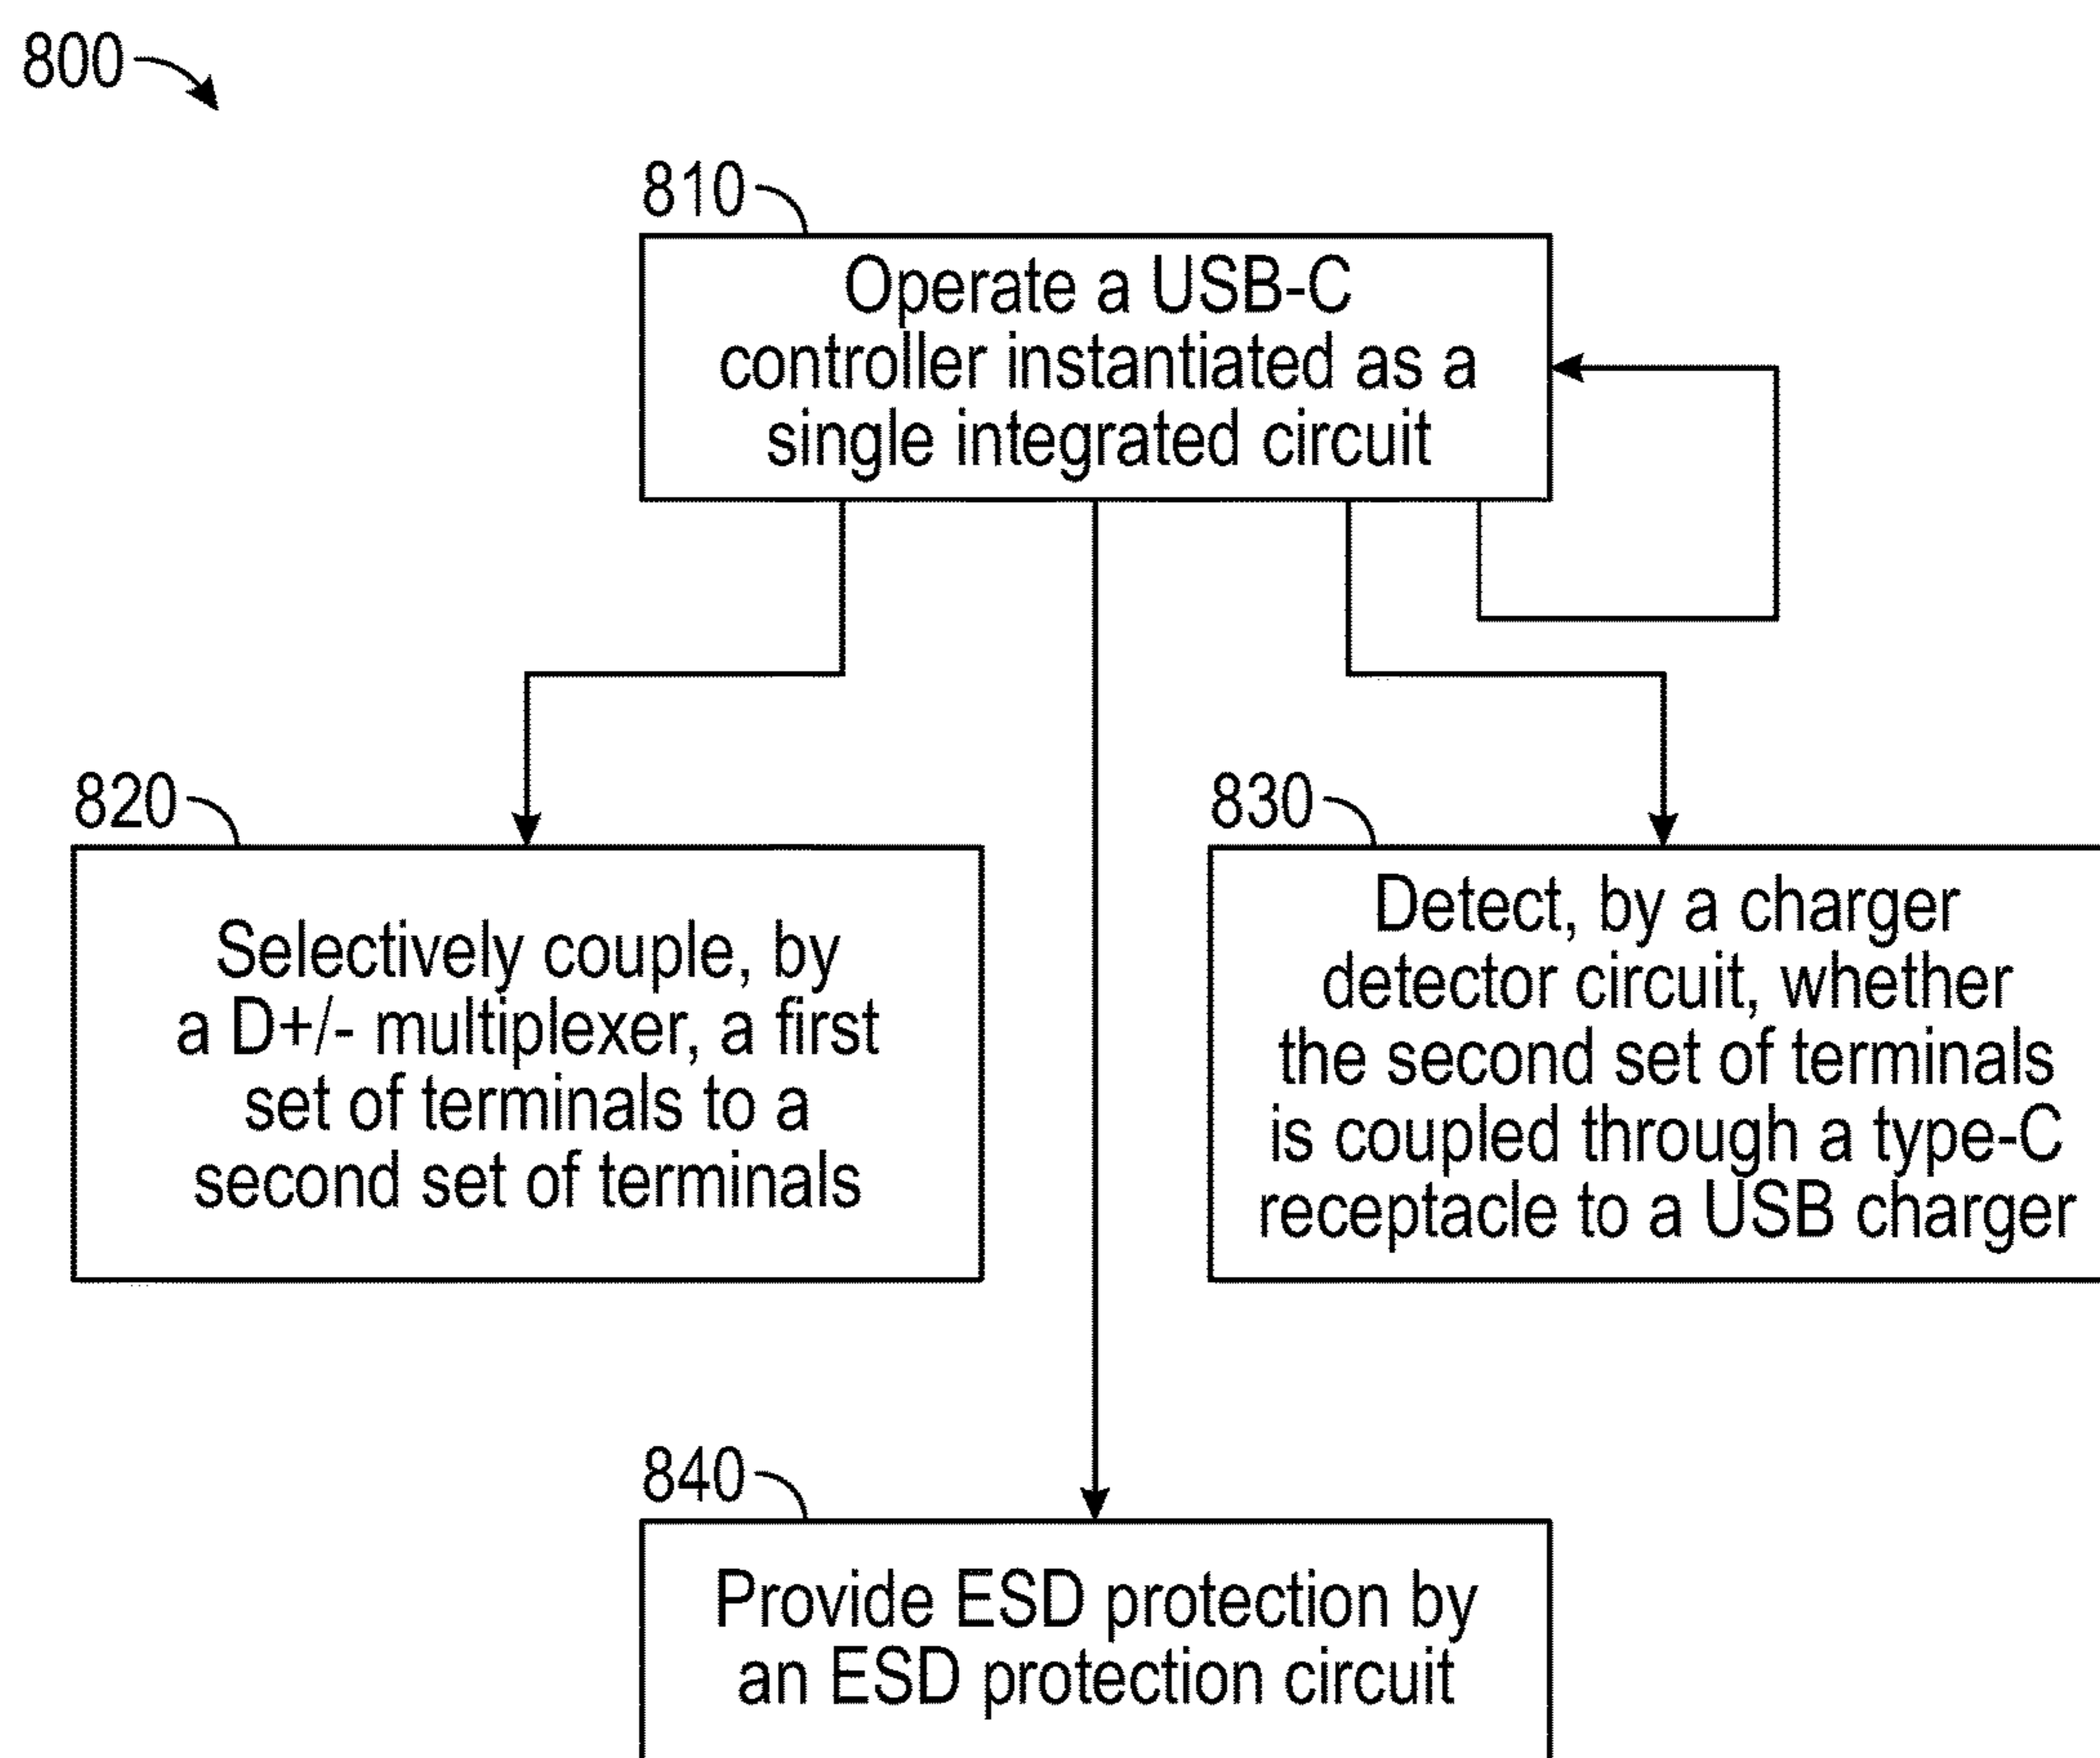 800
810
Operate a USB-C
controller instantiated as a
single integrated circuit
820
Selectively couple, by
a D+/- multiplexer, a first
set of terminals to a
second set of terminals
830
Detect, by a charger
detector circuit, whether
the second set of terminals
is coupled through a type-C
receptacle to a USB charger
840
Provide ESD protection by
an ESD protection circuit